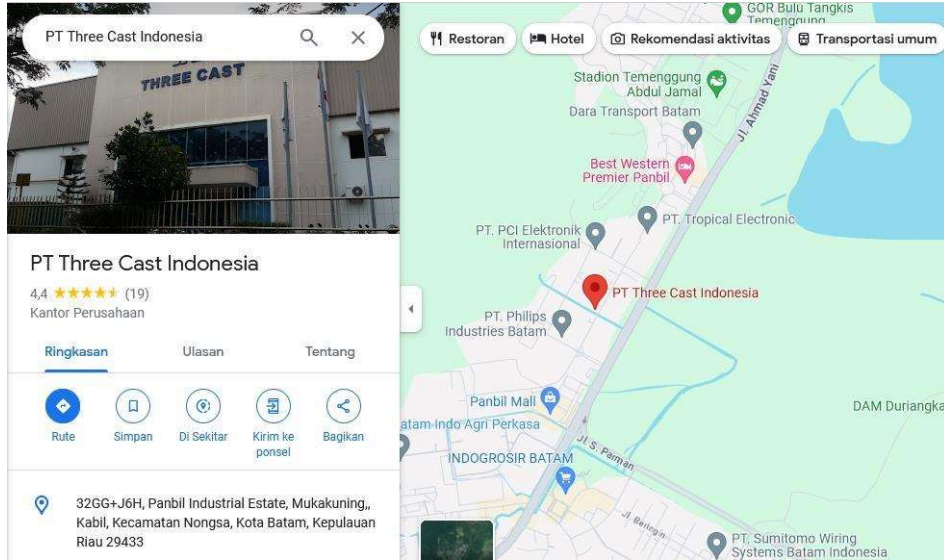 PT Three Cast Indonesia
THREE CAST
PT Three Cast Indonesia
4,4 (19)
Kantor Perusahaan
Ringkasan Ulasan Tentang
Rute Simpan Di Sekitar Kirim ke ponsel Bagikan
32GG+J6H, Panbil Industrial Estate, Mukakuning,,
Kabil, Kecamatan Nongsa, Kota Batam, Kepulauan
Riau 29433
Restoran Hotel Rekomendasi aktivitas Transportasi umum
GOR Bulu Tangkis
Temenggung
Stadion Temenggung
Abdul Jamal
Jl. Ahmad Yani
Dara Transport Batam
Best Western
Premier Panbil
PT. Tropical Electronic
PT. PCI Elektronik
Internasional
PT Three Cast Indonesia
PT. Philips
Industries Batam
Panbil Mall
DAM Duriangka
atam Indo Agri Perkasa
Jl. S. Parman
INDOGROSIR BATAM
Jl. Beringin
PT. Sumitomo Wiring
Systems Batam Indonesia